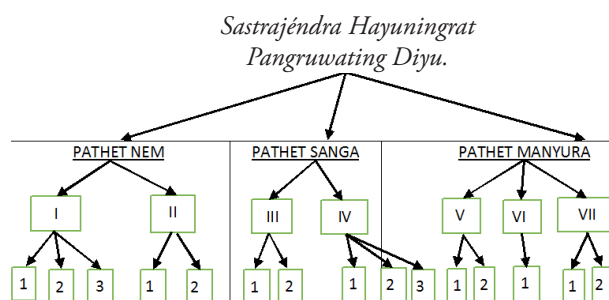 Sastrajéndra Hayuningrat
Pangruwating Diyu.
PATHET NEM PATHET SANGA PATHET MANYURA
I II III IV V VI VII
1 2 3 1 2 1 2 1 2 3 1 2 1 1 2